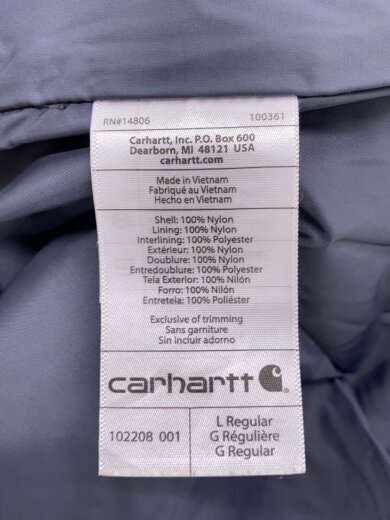 RN#14806 100361
Carhartt, Inc. P.O. Box 600
Dearborn, MI 48121 USA
carhartt.com
Made in Vietnam
Fabriqué au Vietnam
Hecho en Vietnam
Shell: 100% Nylon
Lining: 100% Nylon
Interlining: 100% Polyester
Extérieur: 100% Nylon
Doublure: 100% Nylon
Entredoublure: 100% Polyester
Tela Exterior: 100% Nilón
Forro: 100% Nilón
Entretela: 100% Poliéster
Exclusive of trimming
Sans garniture
Sin incluir adorno
carhartt
102208 001
L Regular
G Régulière
G Regular